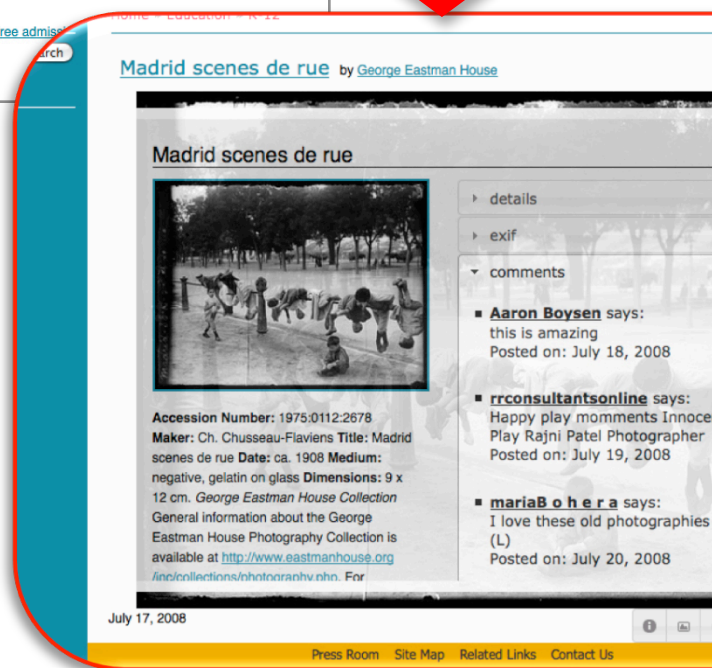 Home – Education – K-12
ree admiss
arch
Madrid scenes de rue by George Eastman House
Madrid scenes de rue
details
exif
comments
Aaron Boysen says:
this is amazing
Posted on: July 18, 2008
rrconsultantsonline says:
Happy play momments Innoce
Play Rajni Patel Photographer
Posted on: July 19, 2008
mariaB o h e r a says:
I love these old photographies
(L)
Posted on: July 20, 2008
Accession Number: 1975:0112:2678
Maker: Ch. Chusseau-Flaviens Title: Madrid
scenes de rue Date: ca. 1908 Medium:
negative, gelatin on glass Dimensions: 9 x
12 cm. George Eastman House Collection
General information about the George
Eastman House Photography Collection is
available at http://www.eastmanhouse.org
/inc/collections/photography.php. For
July 17, 2008
Press Room Site Map Related Links Contact Us